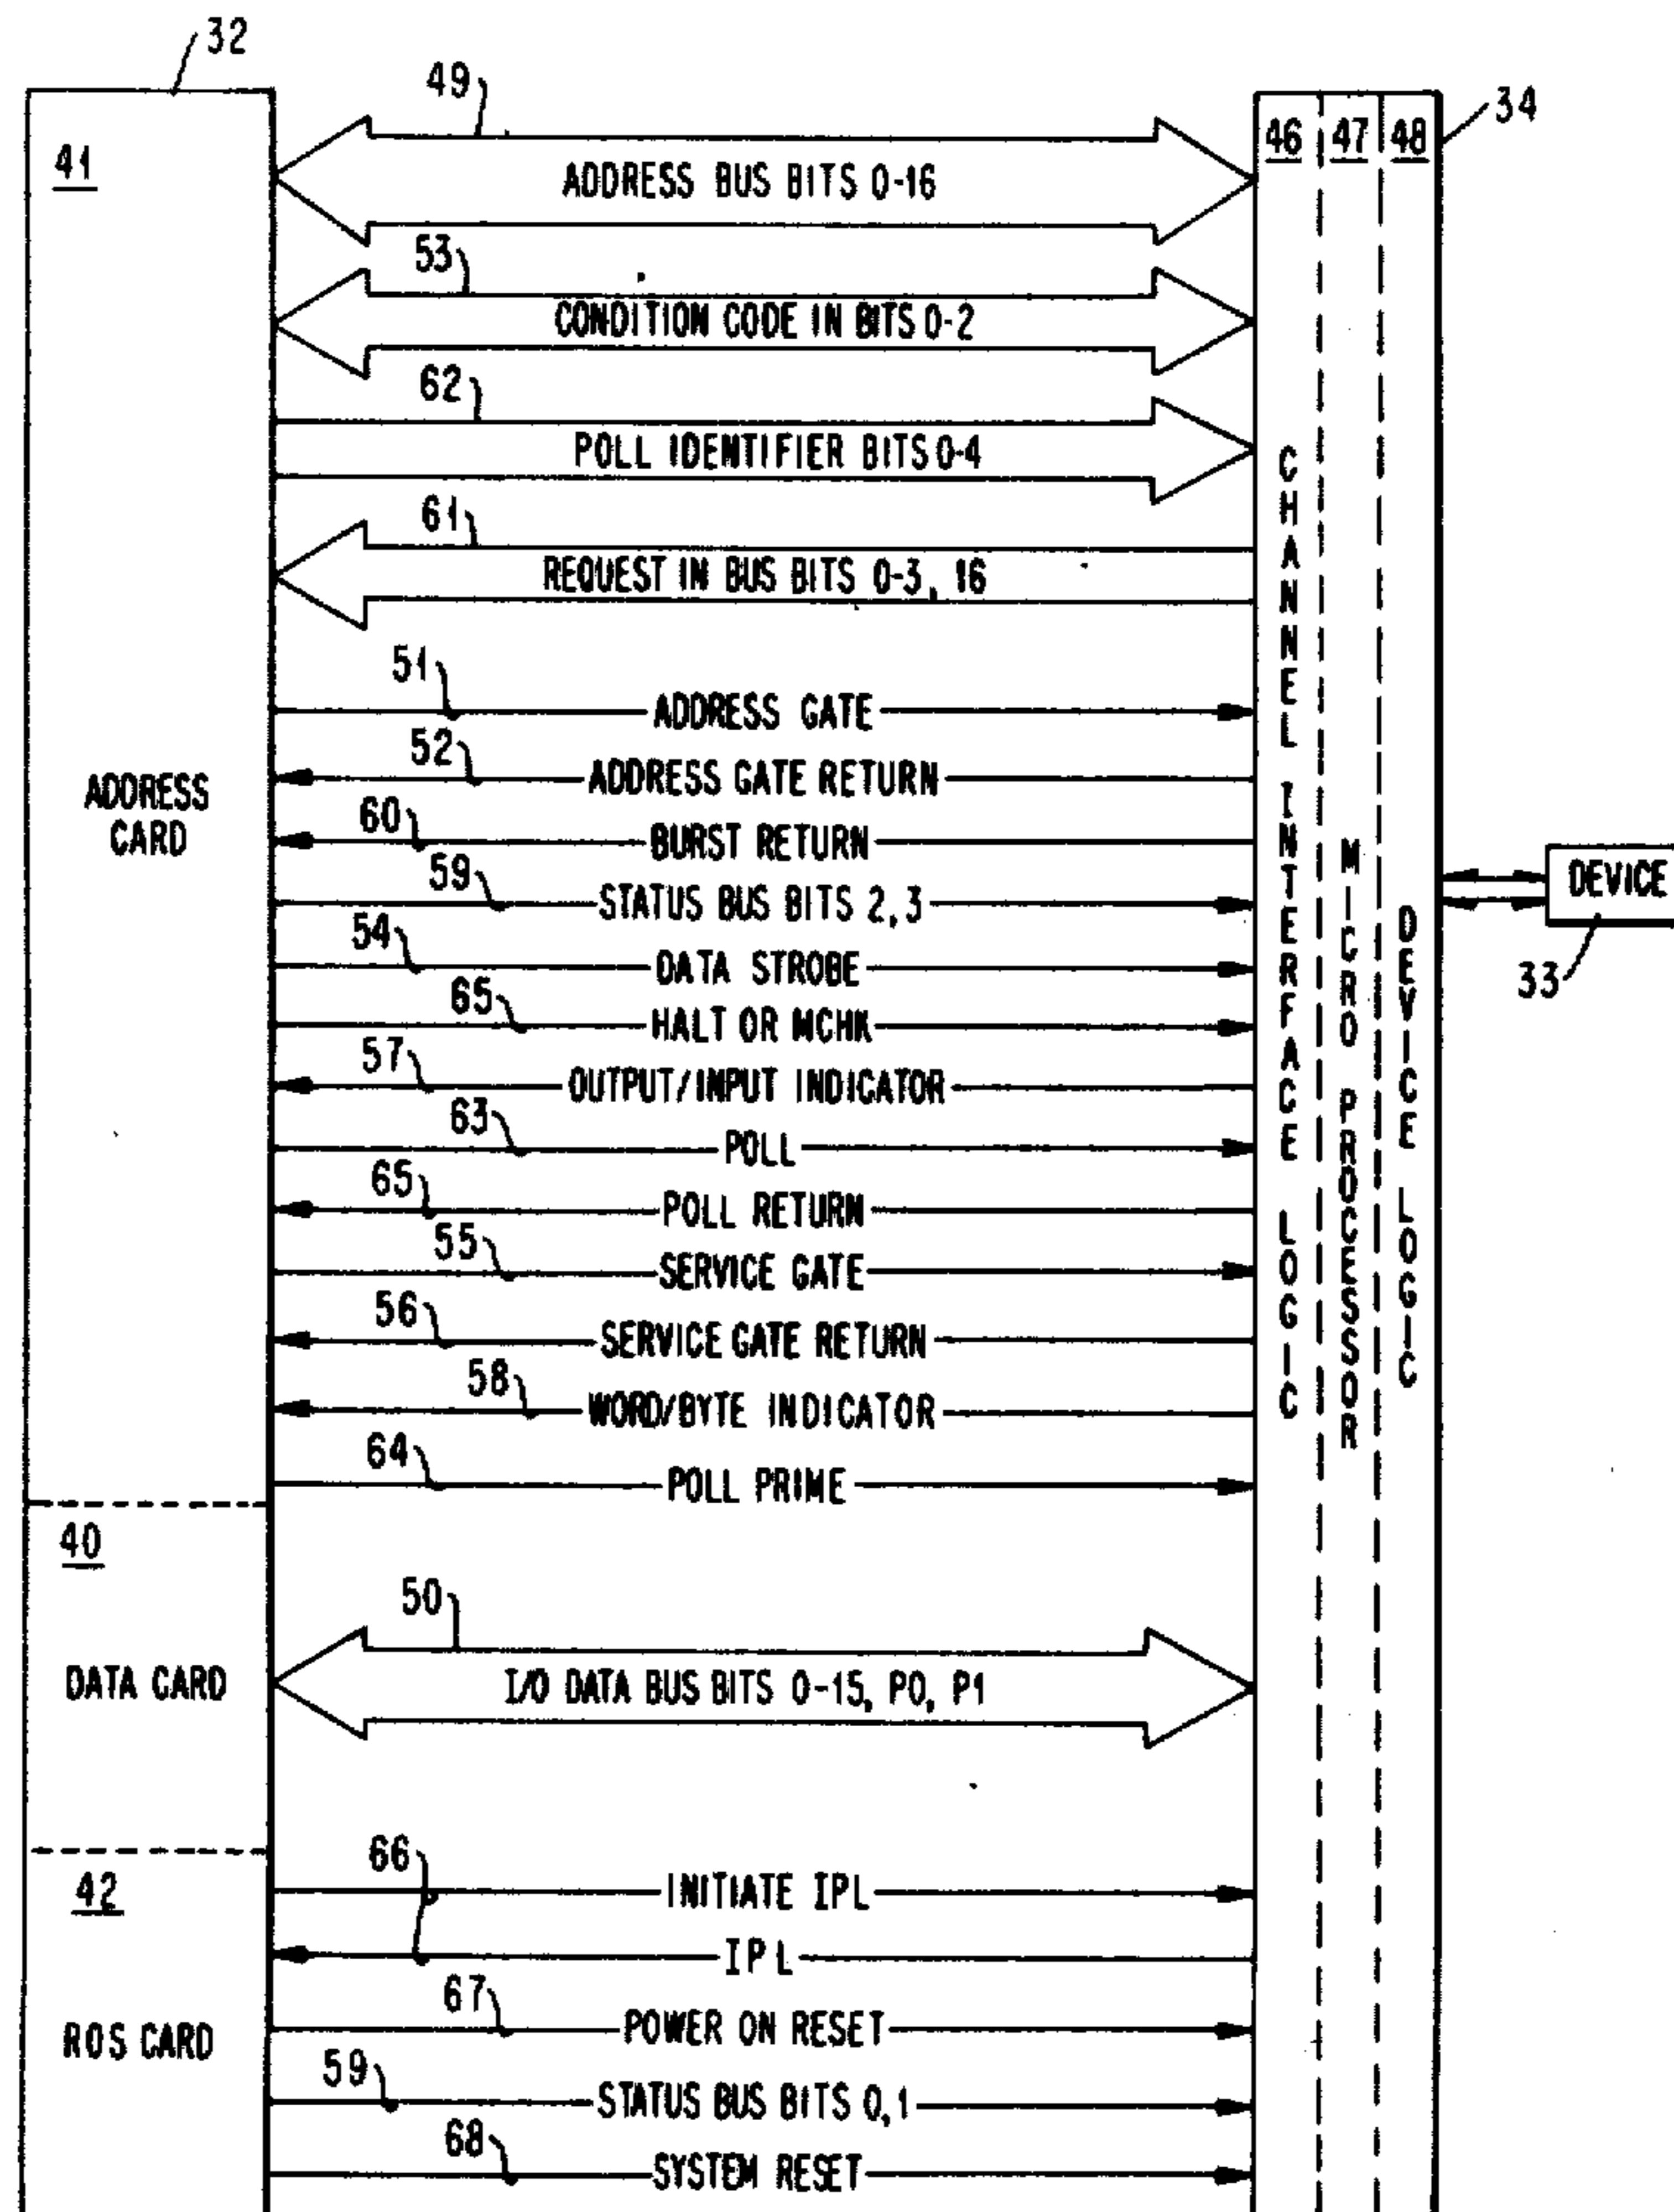 32
49
34
41
46
47
48
ADDRESS BUS BITS 0-16
53
CONDITION CODE IN BITS 0-2
62
POLL IDENTIFIER BITS 0-4
61
REQUEST IN BUS BITS 0-3, 16
51
ADDRESS GATE
52
ADDRESS GATE RETURN
ADDRESS
CARD
60
BURST RETURN
59
STATUS BUS BITS 2,3
54
DATA STROBE
65
HALT OR MCHK
57
OUTPUT/INPUT INDICATOR
63
POLL
65
POLL RETURN
55
SERVICE GATE
56
SERVICE GATE RETURN
58
WORD/BYTE INDICATOR
64
POLL PRIME
CHANNEL INTERFACE LOGIC
MICRO PROCESSOR
DEVICE LOGIC
DEVICE
33
40
50
DATA CARD
I/O DATA BUS BITS 0-15, P0, P1
42
66
INITIATE IPL
IPL
ROS CARD
67
POWER ON RESET
59
STATUS BUS BITS 0,1
68
SYSTEM RESET